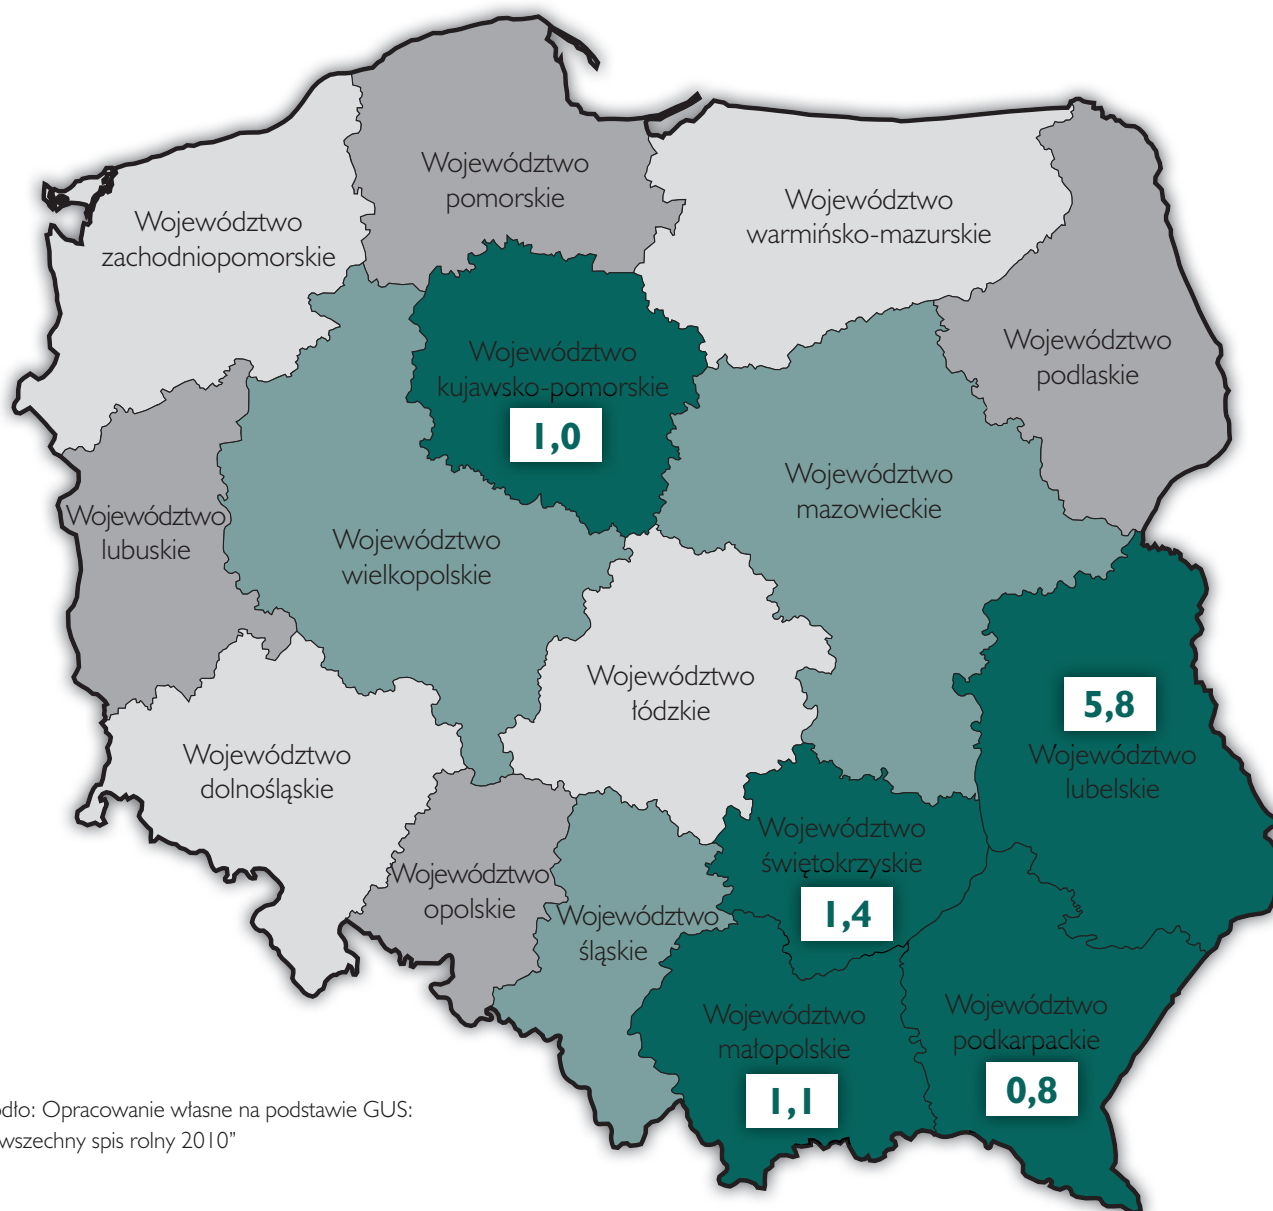 Województwo
pomorskie
Województwo
zachodniopomorskie
Województwo
warmińsko-mazurskie
Województwo
podlaskie
Województwo
kujawsko-pomorskie
1,0
Województwo
mazowieckie
Województwo
lubuskie
Województwo
wielkopolskie
Województwo
łódzkie
5,8
Województwo
lubelskie
Województwo
dolnośląskie
Województwo
świętokrzyskie
1,4
Województwo
opolskie
Województwo
śląskie
Województwo
małopolskie
1,1
Województwo
podkarpackie
0,8
dło: Opracowanie własne na podstawie GUS:
wszechny spis rolny 2010”